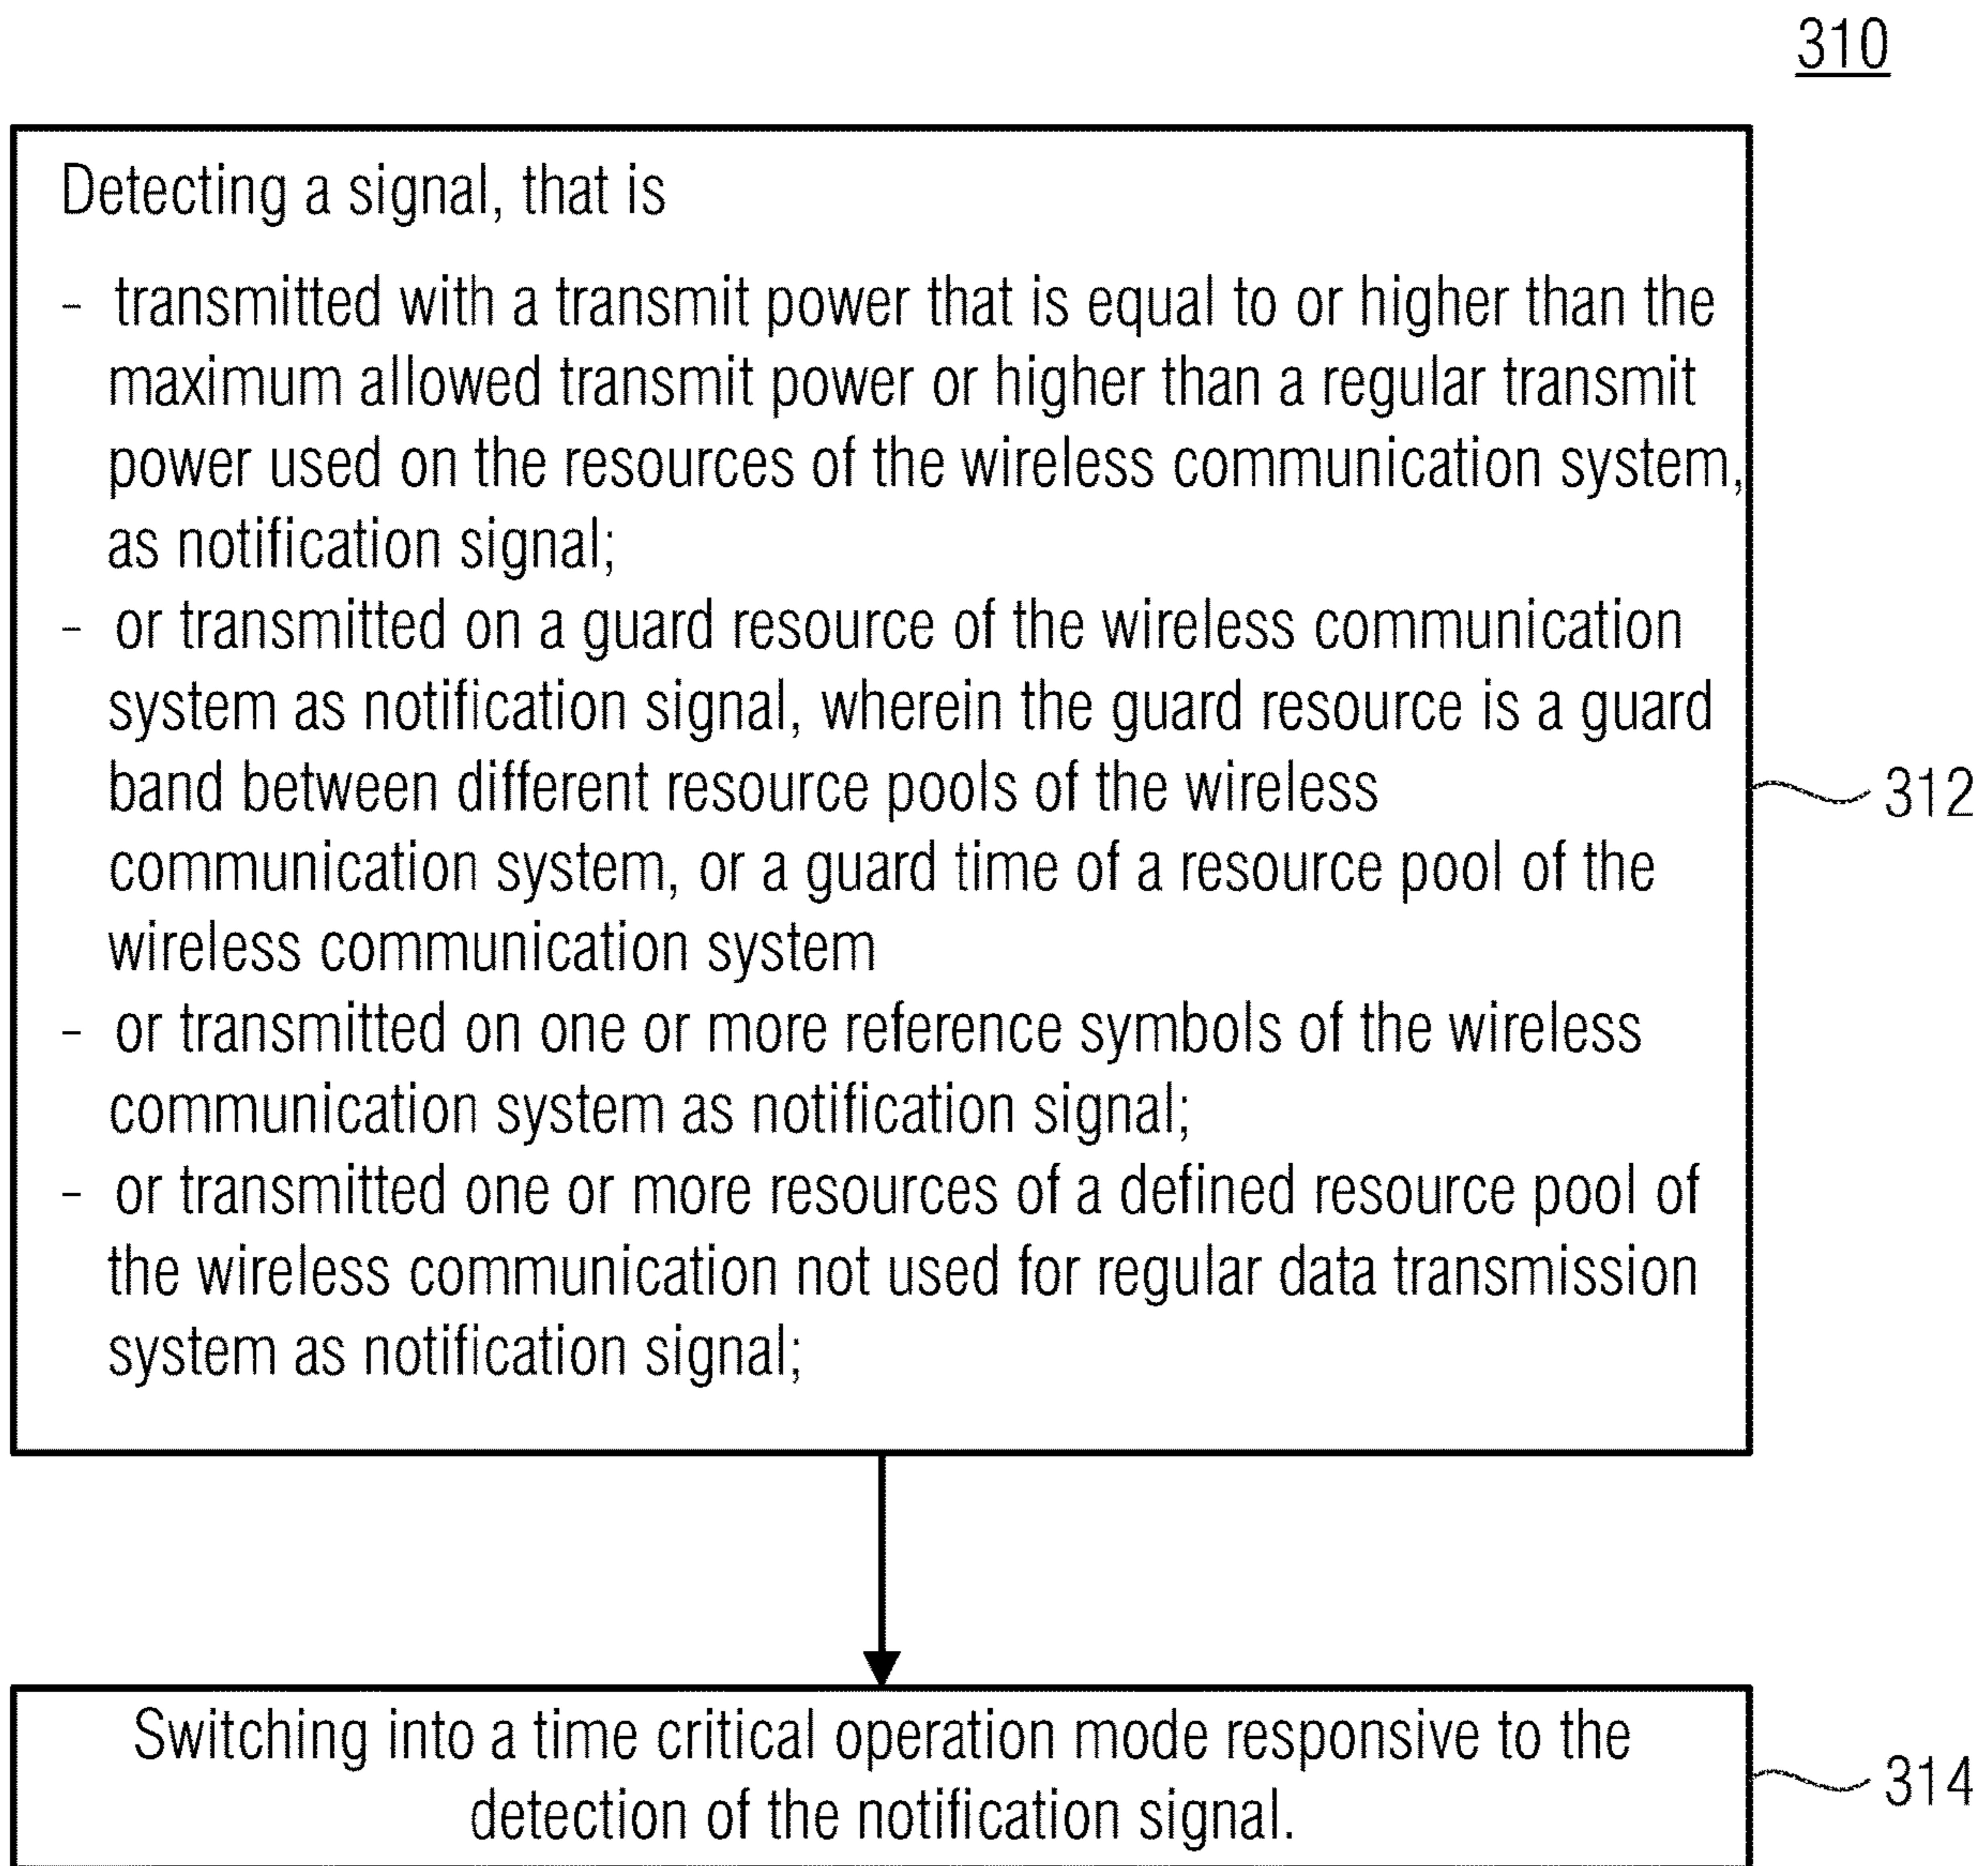 310
Detecting a signal, that is
- transmitted with a transmit power that is equal to or higher than the
maximum allowed transmit power or higher than a regular transmit
power used on the resources of the wireless communication system,
as notification signal;
- or transmitted on a guard resource of the wireless communication
system as notification signal, wherein the guard resource is a guard
band between different resource pools of the wireless
communication system, or a guard time of a resource pool of the
wireless communication system
- or transmitted on one or more reference symbols of the wireless
communication system as notification signal;
- or transmitted one or more resources of a defined resource pool of
the wireless communication not used for regular data transmission
system as notification signal;
312
Switching into a time critical operation mode responsive to the
detection of the notification signal.
314